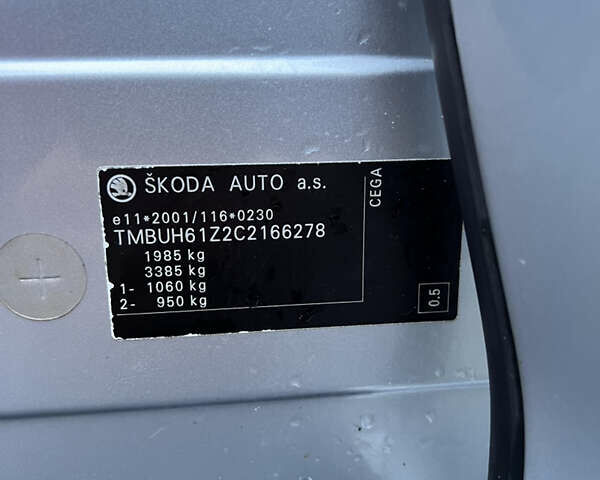 ŠKODA AUTO a.s.
e11*2001/116*0230
TMBUH61Z2C2166278
1985 kg
3385 kg
1- 1060 kg
2- 950 kg
CEGA
0.5